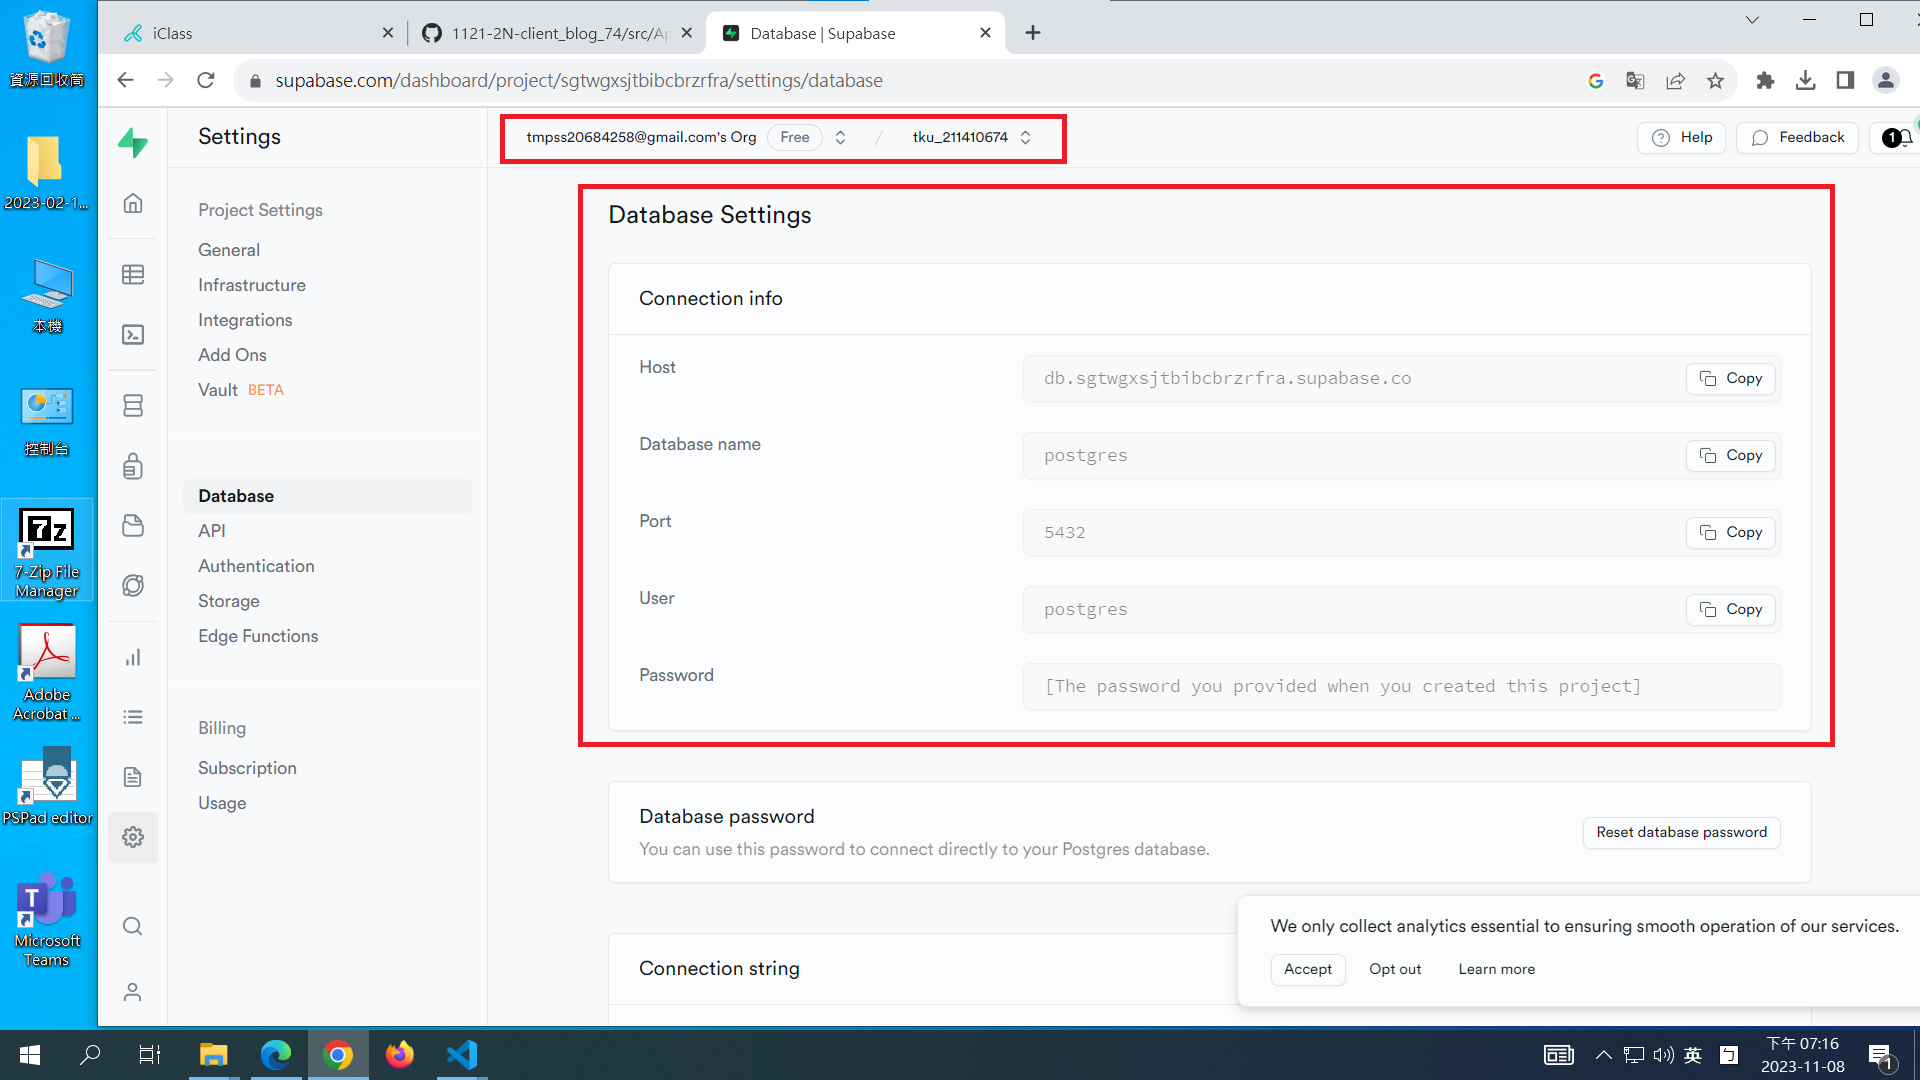 資源回收筒
2023-02-1...
本機
控制台
7-Zip File
Manager
Adobe
Acrobat ...
PSPad editor
Microsoft
Teams
iClass
1121-2N-client_blog_74/src/Ap
Database | Supabase
supabase.com/dashboard/project/sgtwgxsjtbibcbrzrfra/settings/database
Settings
tmpss20684258@gmail.com's Org
Free
/
tku_211410674
Help
Feedback
1
Project Settings
General
Infrastructure
Integrations
Add Ons
Vault BETA
Database
API
Authentication
Storage
Edge Functions
Billing
Subscription
Usage
Database Settings
Connection info
Host
db.sgtwgxsjtbibcbrzrfra.supabase.co
Copy
Database name
postgres
Copy
Port
5432
Copy
User
postgres
Copy
Password
[The password you provided when you created this project]
Database password
You can use this password to connect directly to your Postgres database.
Reset database password
Connection string
We only collect analytics essential to ensuring smooth operation of our services.
Accept
Opt out
Learn more
英
下午 07:16
2023-11-08
1